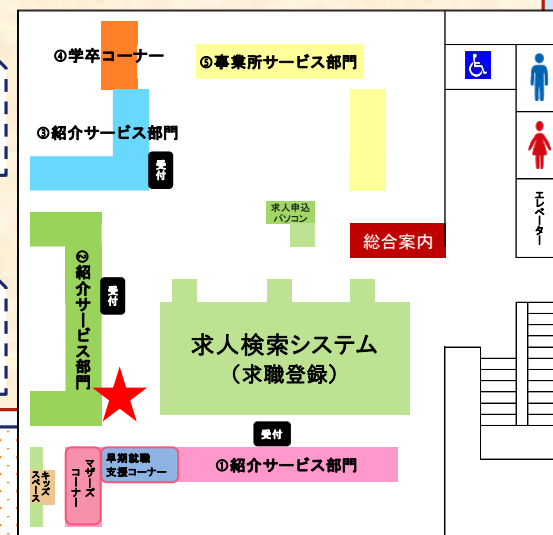 ④学卒コーナー
⑤事業所サービス部門
③紹介サービス部門
受付
エレベーター
求人申込
パソコン
総合案内
②紹介サービス部門
受付
求人検索システム
（求職登録）
受付
①紹介サービス部門
早期就職
支援コーナー
マザーズ
コーナー
キッズ
スペース